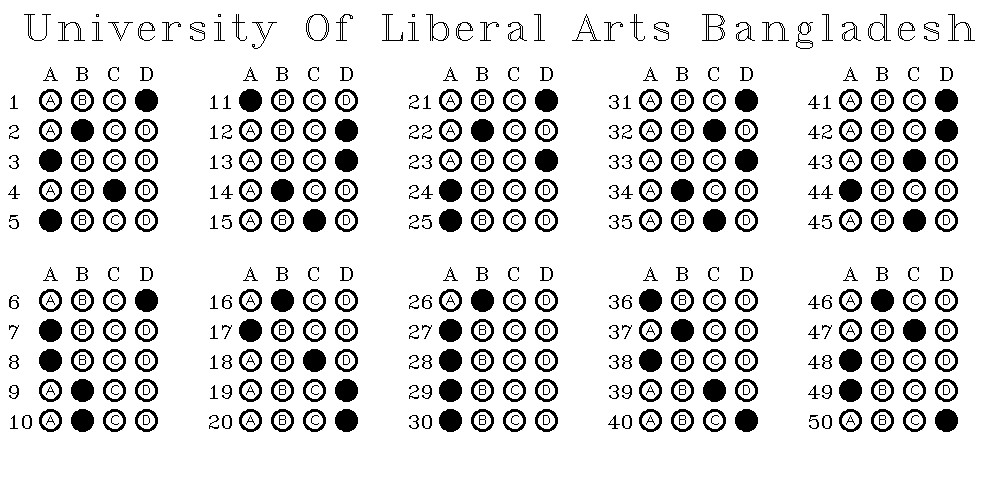 University Of Liberal Arts Bangladesh
A B C D A B C D A B C D A B C D A B C D
1 A B C 11 B C D 21 A B C 31 A B C 41 A B C
2 A C D 12 A B C 22 A C D 32 A B D 42 A B C
3 B C D 13 A B C 23 A B C 33 A B C 43 A B D
4 A B D 14 A C D 24 B C D 34 A C D 44 B C D
5 B C D 15 A B D 25 B C D 35 A B D 45 A B D
A B C D A B C D A B C D A B C D A B C D
6 A B C 16 A C D 26 A C D 36 B C D 46 A C D
7 B C D 17 B C D 27 B C D 37 A C D 47 A B D
8 B C D 18 A B D 28 B C D 38 B C D 48 B C D
9 A C D 19 A B C 29 B C D 39 A B D 49 B C D
10 A C D 20 A B C 30 B C D 40 A B C 50 A B C